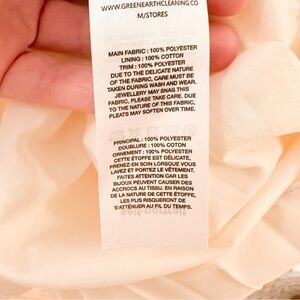 WWW.GREENEARTHCLEANING.CO
M/STORES
MAIN FABRIC : 100% POLYESTER
LINING : 100% COTTON
TRIM : 100% POLYESTER
DUE TO THE DELICATE NATURE
OF THE FABRIC, CARE MUST BE
TAKEN DURING WASH AND WEAR.
JEWELLERY MAY SNAG THIS
FABRIC, PLEASE TAKE CARE. DUE
TO THE NATURE OF THIS FABRIC,
PLEATS MAY SOFTEN OVER TIME.
PRINCIPAL : 100% POLYESTER
DOUBLURE : 100% COTON
ORNEMENT : 100% POLYESTER
CETTE ÉTOFFE EST DÉLICATE,
PRENEZ-EN SOIN LORSQUE VOUS
LAVEZ ET PORTEZ LE VÊTEMENT.
FAITES ATTENTION CAR LES
BIJOUX PEUVENT CAUSER DES
ACCROCS AU TISSU. EN RAISON
DE LA NATURE DE CETTE ÉTOFFE,
LES PLIS RISQUERONT DE
S'ATTÉNUER AU FIL DU TEMPS.
self-portrait